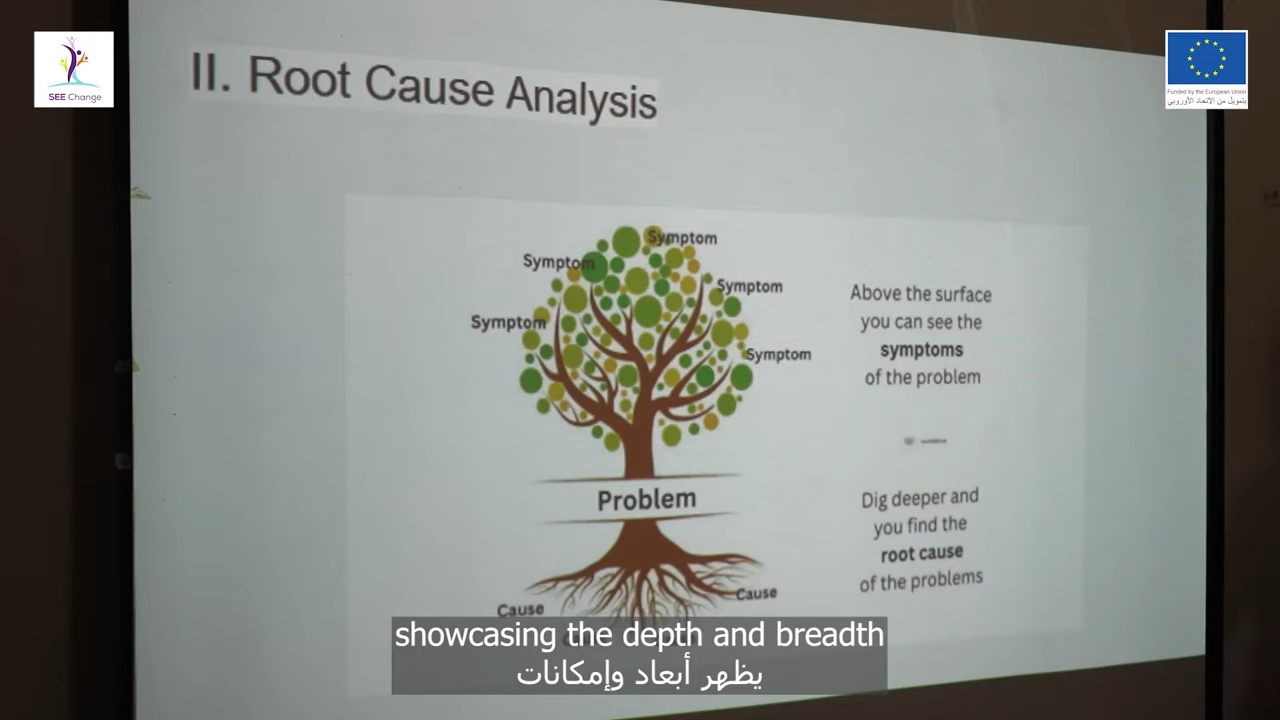 SEE Change
Funded by the European Union
بتمويل من الاتحاد الأوروبي
II. Root Cause Analysis
Symptom
Symptom
Symptom
Symptom
Symptom
Above the surface
you can see the
symptoms
of the problem
Problem
Dig deeper and
you find the
root cause
of the problems
Cause
Cause
showcasing the depth and breadth
يظهر أبعاد وإمكانات